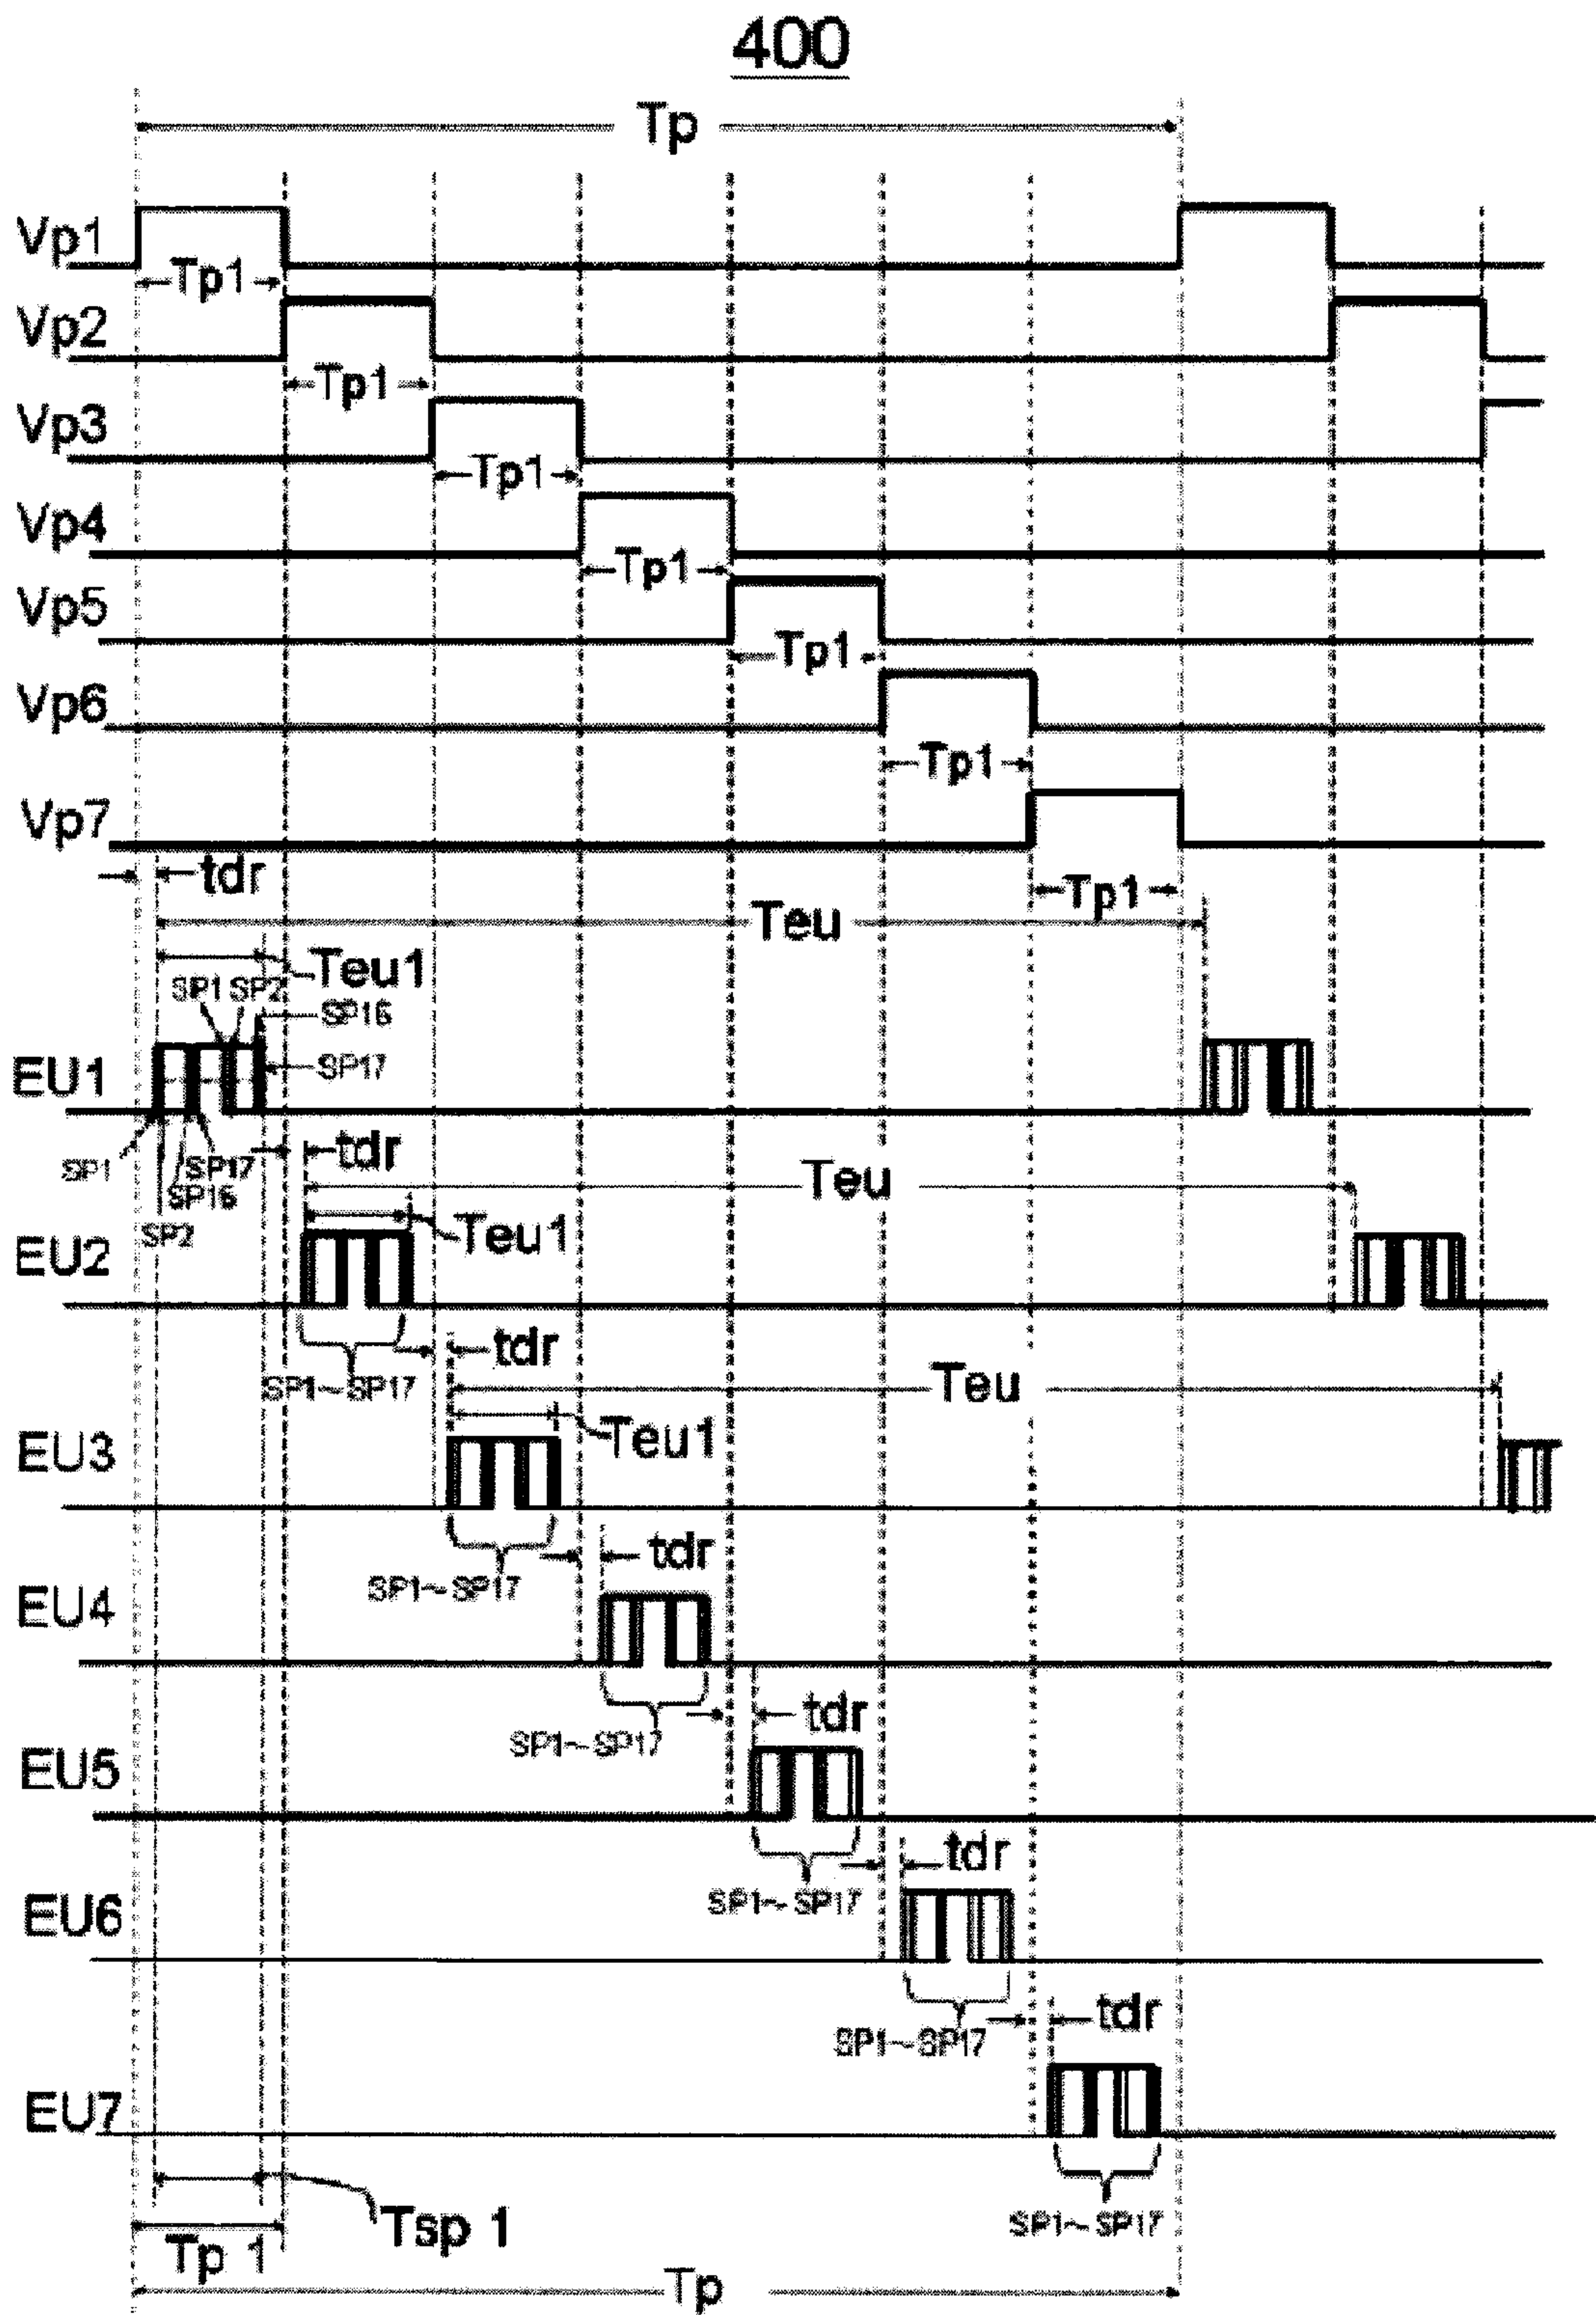 400
Tp
Vp1
Tp1
Vp2
Tp1
Vp3
Tp1
Vp4
Tp1
Vp5
Tp1
Vp6
Tp1
Vp7
tdr
Tp1
Teu
Teu1
SP1 SP2
SP16
EU1
SP17
SP1
SP17
tdr
SP16
Teu
SP2
Teu1
EU2
tdr
SP1~SP17
Teu
Teu1
EU3
tdr
SP1~SP17
EU4
tdr
SP1~SP17
EU5
tdr
SP1~SP17
EU6
tdr
SP1~SP17
EU7
SP1~SP17
Tsp 1
Tp 1
Tp